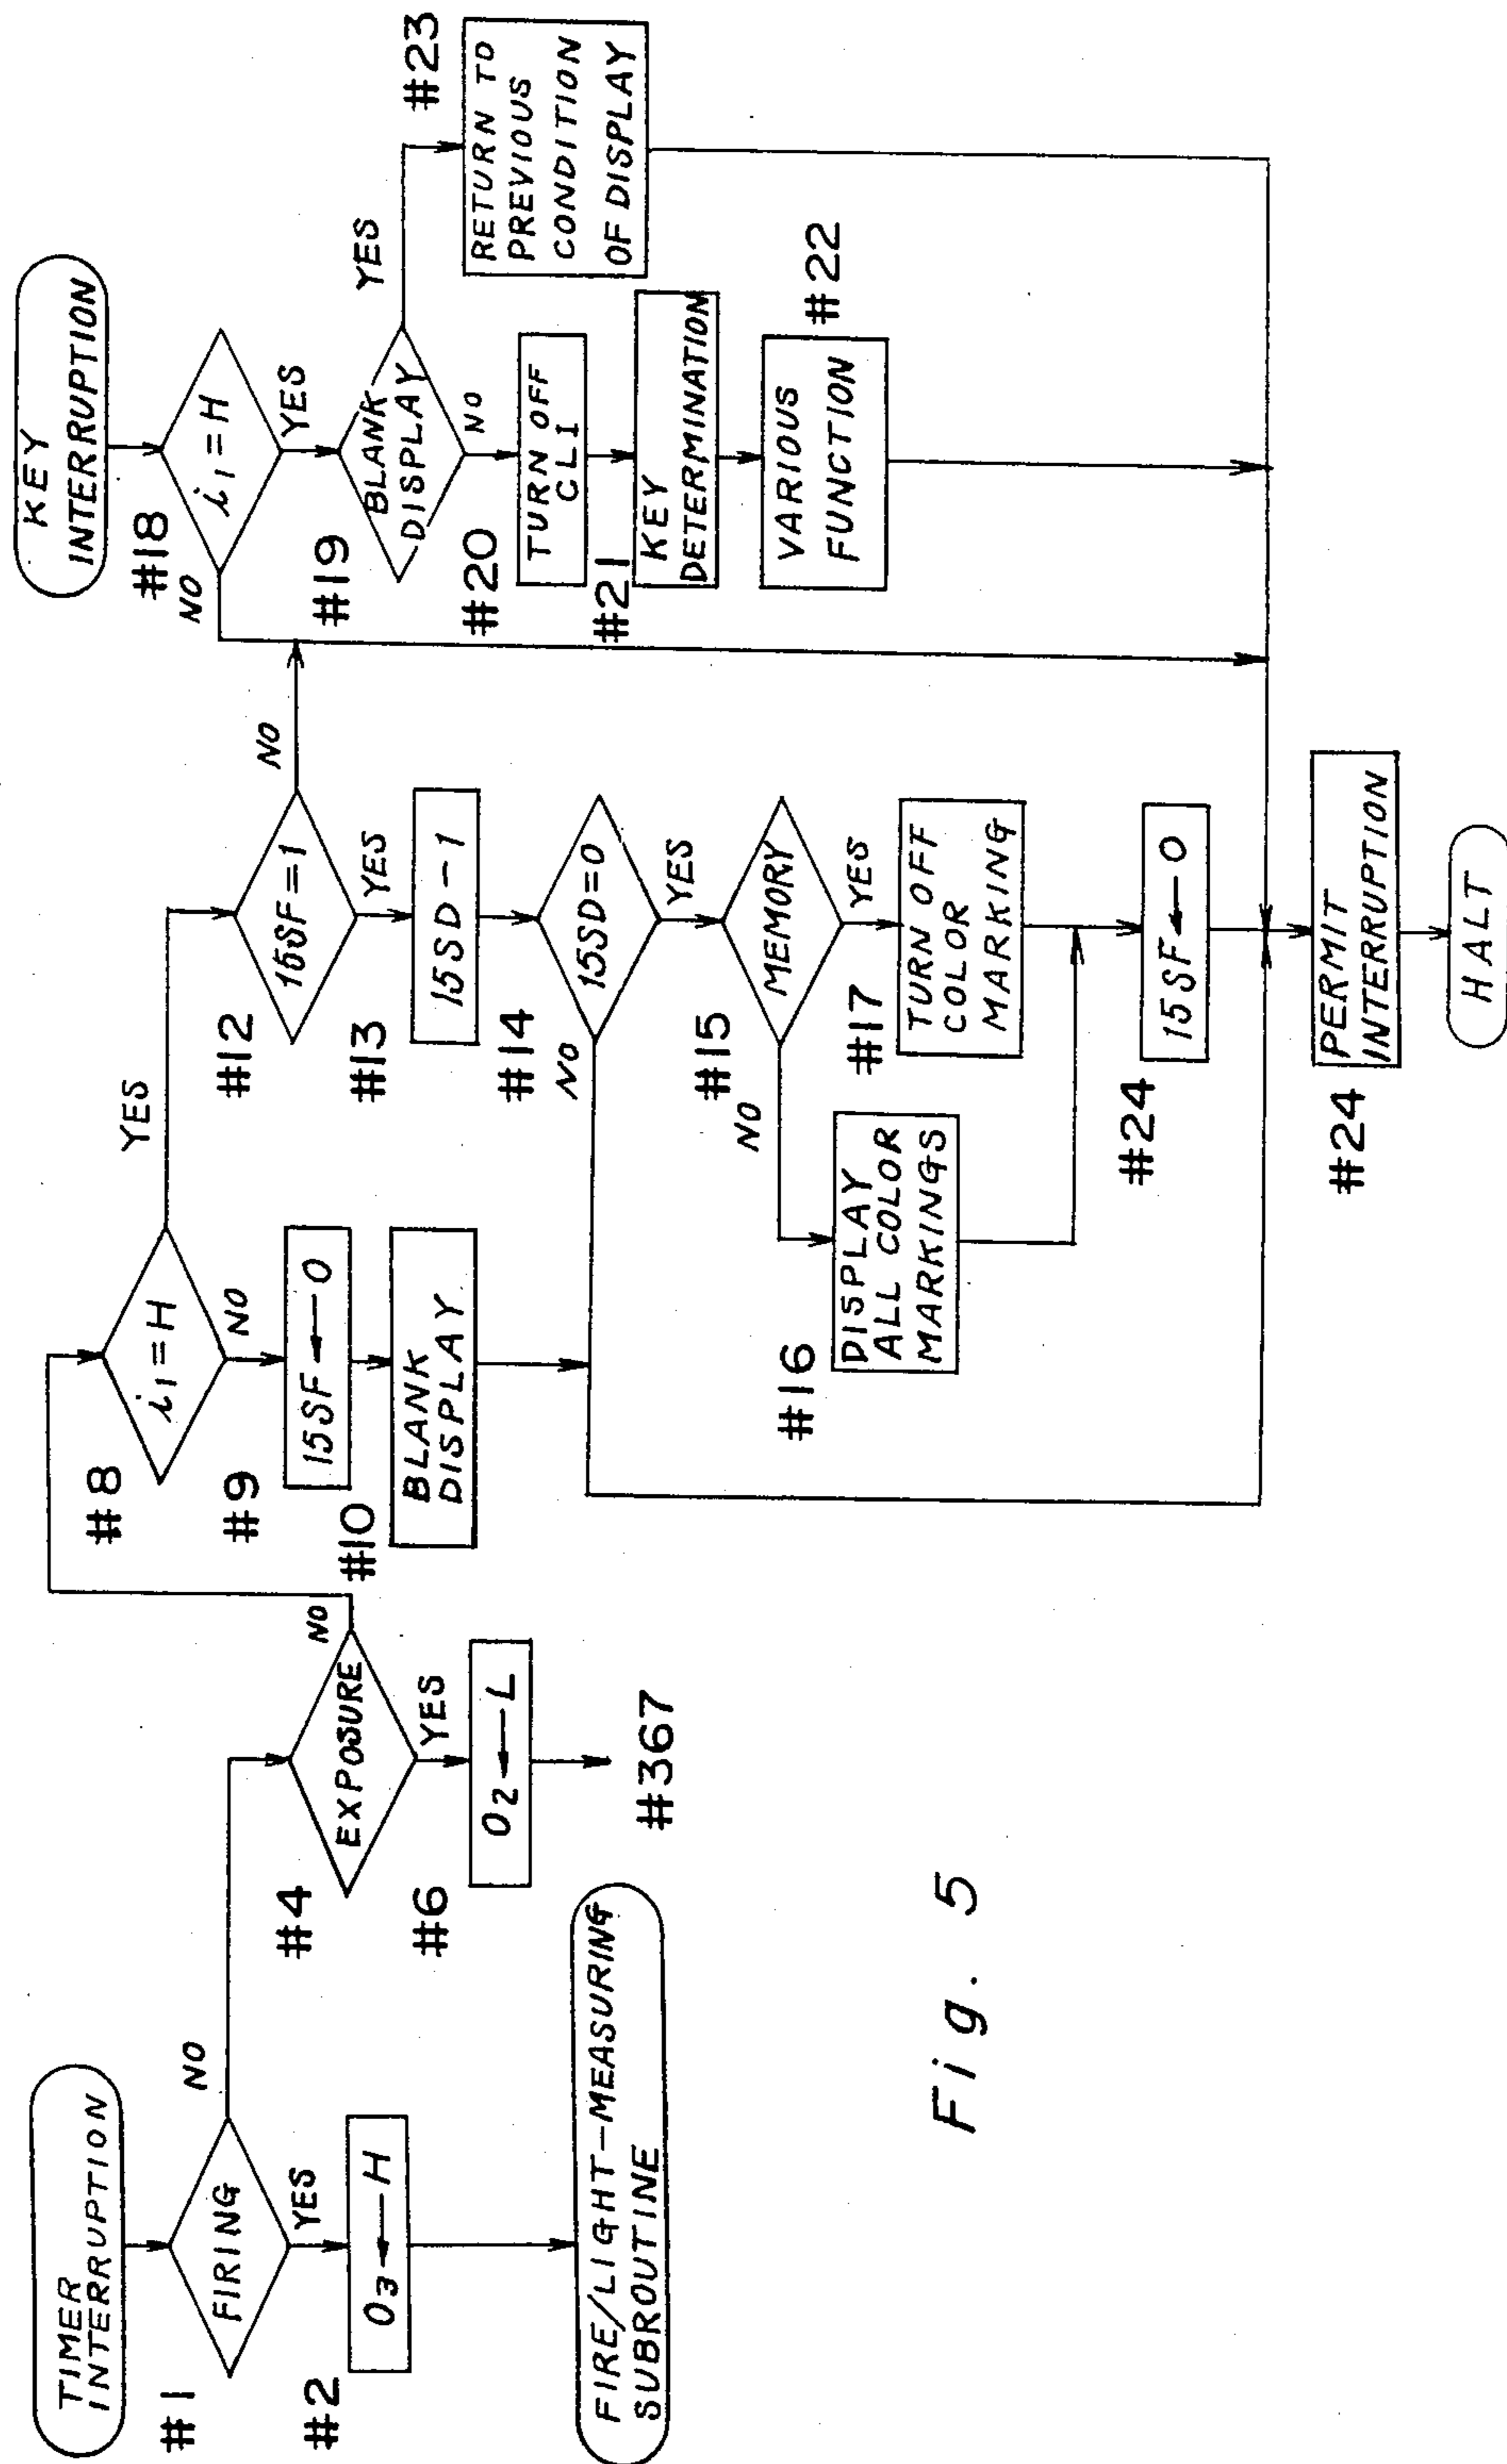 TIMER
INTERRUPTION
#1
FIRING
NO
YES
#2
O3←H
FIRE/LIGHT-MEASURING
SUBROUTINE
#4
EXPOSURE
NO
YES
#6
O2←L
#367
#8
i1=H
YES
NO
#9
15SF←0
#10
BLANK
DISPLAY
#12
15SF=1
NO
YES
#13
15SD-1
#14
15SD=0
NO
YES
#15
MEMORY
NO
YES
#16
DISPLAY
ALL COLOR
MARKINGS
#17
TURN OFF
COLOR
MARKING
#24
15SF←0
#24
PERMIT
INTERRUPTION
HALT
KEY
INTERRUPTION
#18
i1=H
NO
YES
#19
BLANK
DISPLAY
YES
NO
#20
TURN OFF
CLI
#21
KEY
DETERMINATION
#22
VARIOUS
FUNCTION
#23
RETURN TO
PREVIOUS
CONDITION
OF DISPLAY
Fig. 5